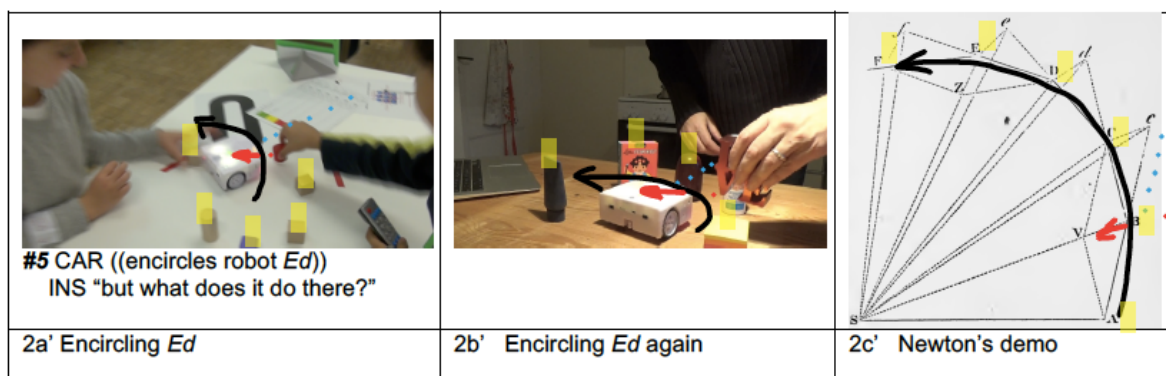 #5 CAR ((encircles robot Ed))
INS “but what does it do there?”
f
e
F
E
d
D
Z
C
c
B
V
S
A
2a’ Encircling Ed
2b’ Encircling Ed again
2c’ Newton’s demo